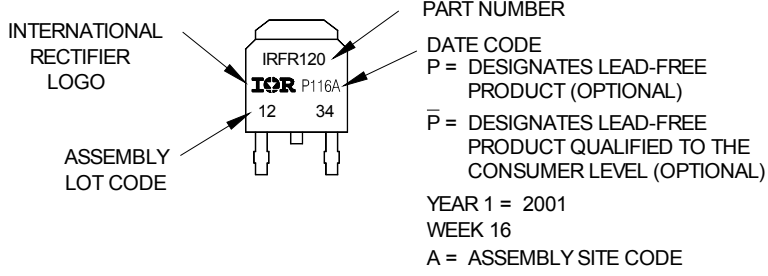 INTERNATIONAL
RECTIFIER
LOGO
ASSEMBLY
LOT CODE
IRFR120
IOR P116A
12 34
PART NUMBER
DATE CODE
P = DESIGNATES LEAD-FREE
PRODUCT (OPTIONAL)
P̅ = DESIGNATES LEAD-FREE
PRODUCT QUALIFIED TO THE
CONSUMER LEVEL (OPTIONAL)
YEAR 1 = 2001
WEEK 16
A = ASSEMBLY SITE CODE